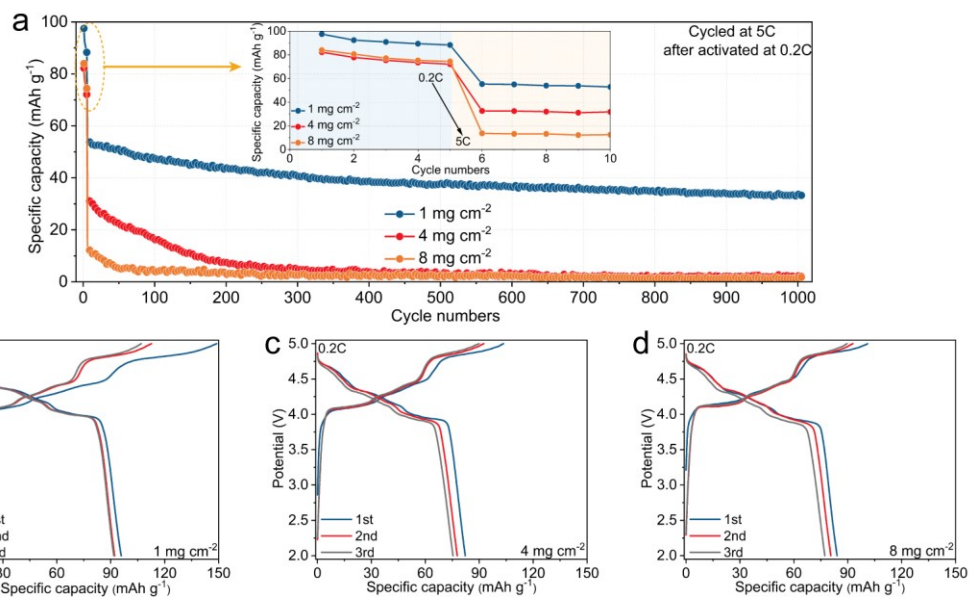 a
100
80
60
40
20
0
Specific capacity (mAh g⁻¹)
0 100 200 300 400 500 600 700 800 900 1000
Cycle numbers
Cycled at 5C
after activated at 0.2C
1 mg cm⁻²
4 mg cm⁻²
8 mg cm⁻²
100
80
60
40
20
0
Specific capacity (mAh g⁻¹)
0.2C
5C
1 mg cm⁻²
4 mg cm⁻²
8 mg cm⁻²
0 2 4 6 8 10
Cycle numbers
st
nd
d
1 mg cm⁻²
30 60 90 120 150
Specific capacity (mAh g⁻¹)
c
0.2C
5.0
4.5
4.0
3.5
3.0
2.5
2.0
Potential (V)
1st
2nd
3rd
4 mg cm⁻²
0 30 60 90 120 150
Specific capacity (mAh g⁻¹)
d
0.2C
5.0
4.5
4.0
3.5
3.0
2.5
2.0
Potential (V)
1st
2nd
3rd
8 mg cm⁻²
0 30 60 90 120 150
Specific capacity (mAh g⁻¹)